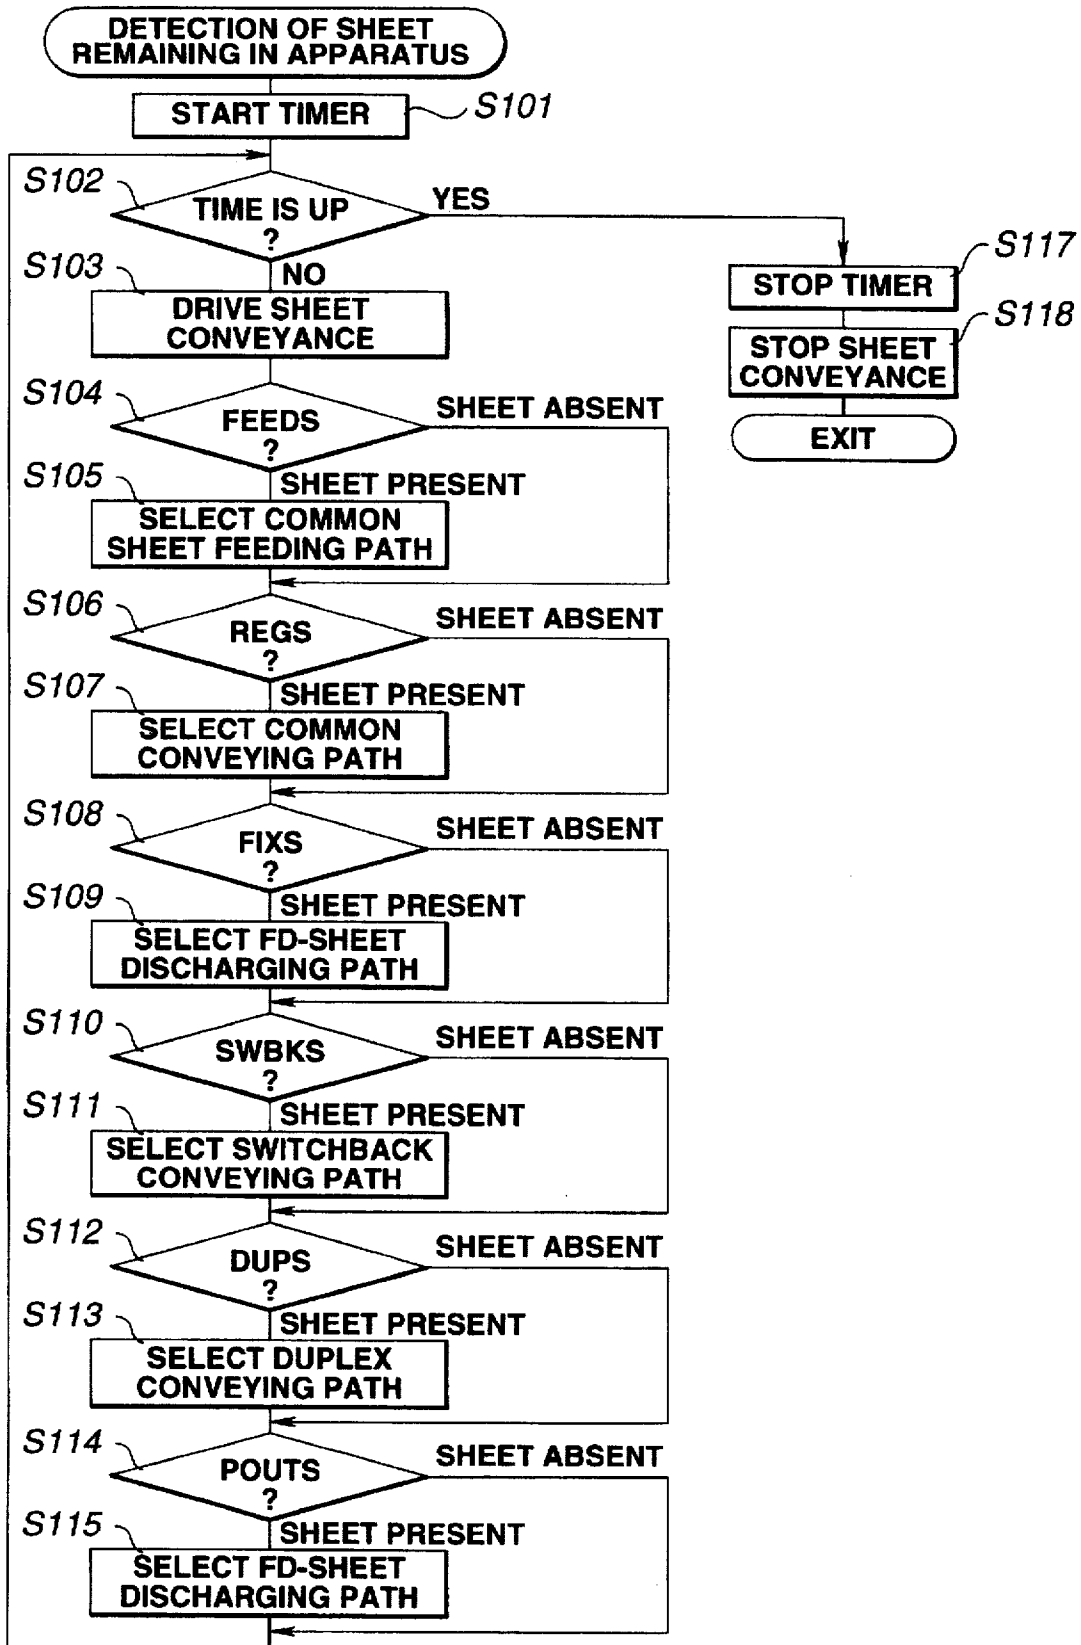 DETECTION OF SHEET
REMAINING IN APPARATUS
START TIMER
S101
S102
TIME IS UP
?
YES
NO
S103
DRIVE SHEET
CONVEYANCE
S117
STOP TIMER
S118
STOP SHEET
CONVEYANCE
EXIT
S104
FEEDS
?
SHEET ABSENT
SHEET PRESENT
S105
SELECT COMMON
SHEET FEEDING PATH
S106
REGS
?
SHEET ABSENT
SHEET PRESENT
S107
SELECT COMMON
CONVEYING PATH
S108
FIXS
?
SHEET ABSENT
SHEET PRESENT
S109
SELECT FD-SHEET
DISCHARGING PATH
S110
SWBKS
?
SHEET ABSENT
SHEET PRESENT
S111
SELECT SWITCHBACK
CONVEYING PATH
S112
DUPS
?
SHEET ABSENT
SHEET PRESENT
S113
SELECT DUPLEX
CONVEYING PATH
S114
POUTS
?
SHEET ABSENT
SHEET PRESENT
S115
SELECT FD-SHEET
DISCHARGING PATH